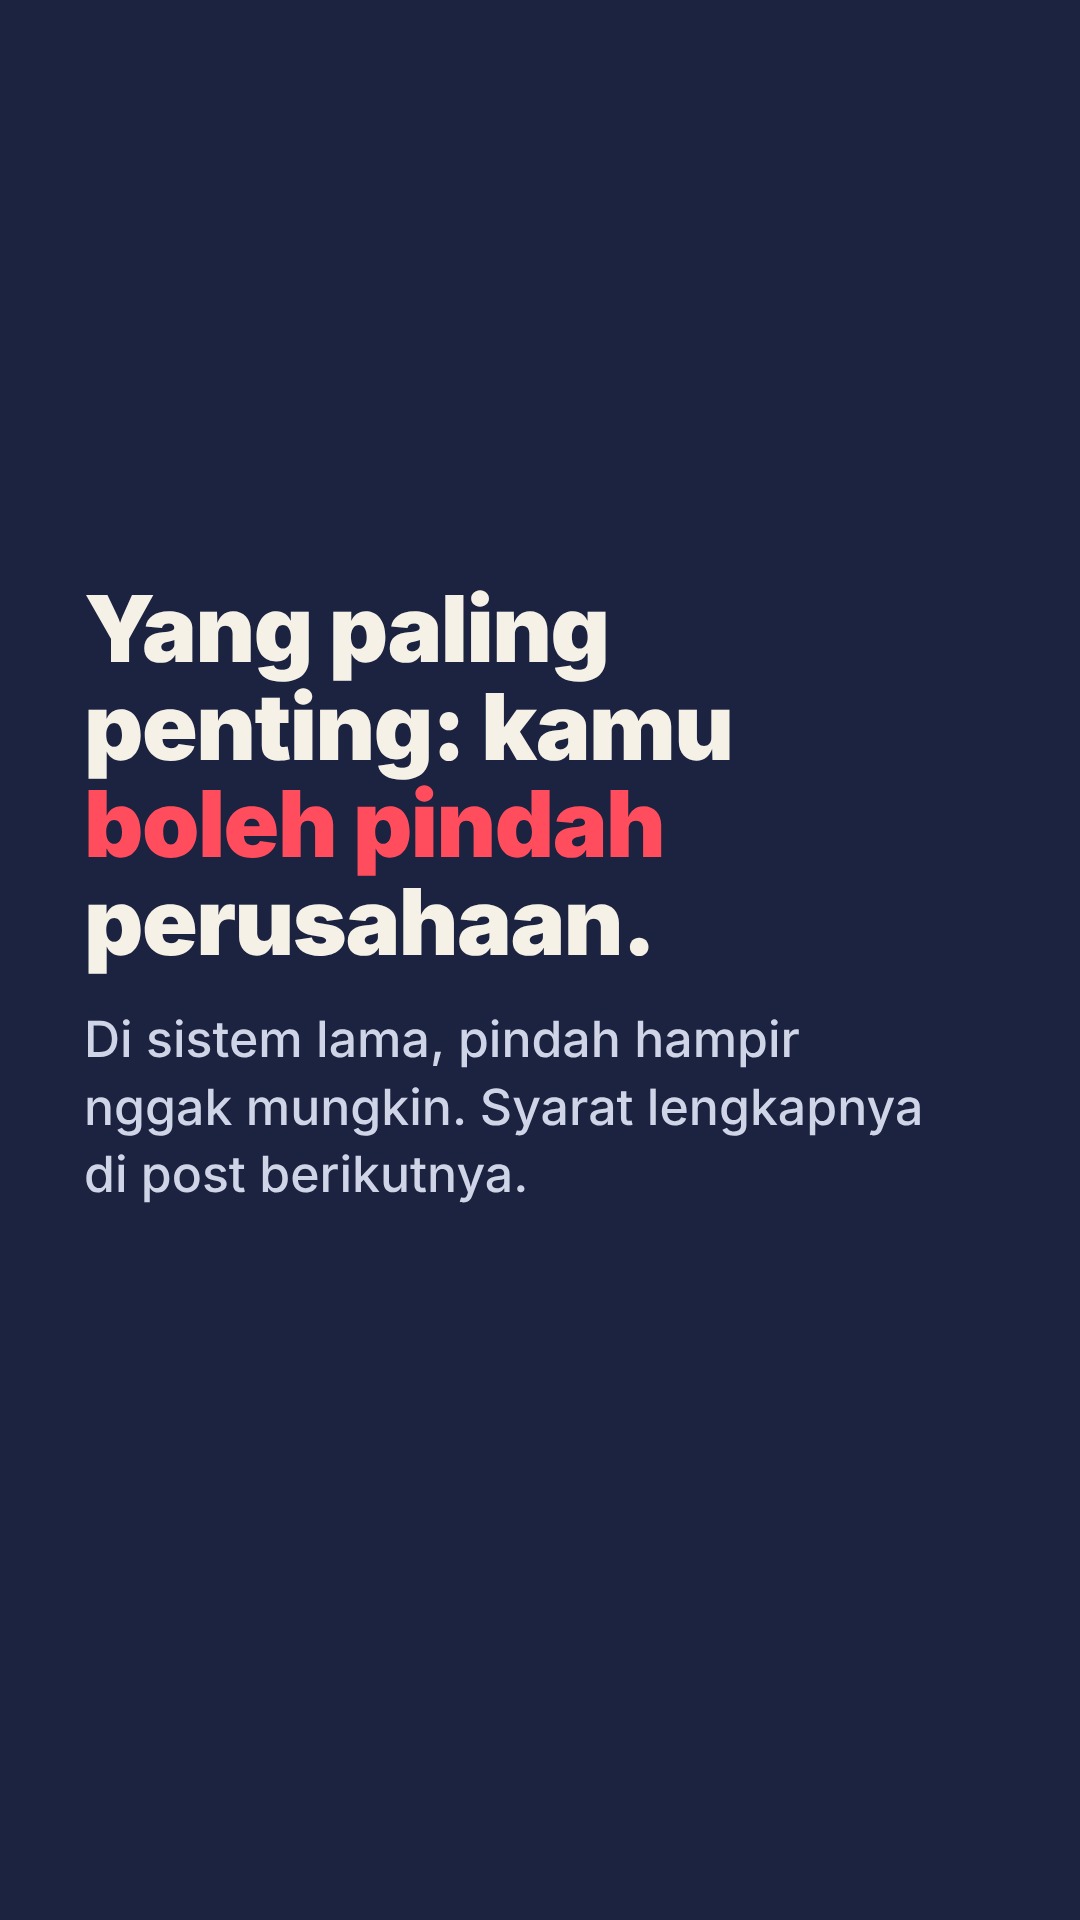 Yang paling
penting: kamu
boleh pindah
perusahaan.
Di sistem lama, pindah hampir
nggak mungkin. Syarat lengkapnya
di post berikutnya.